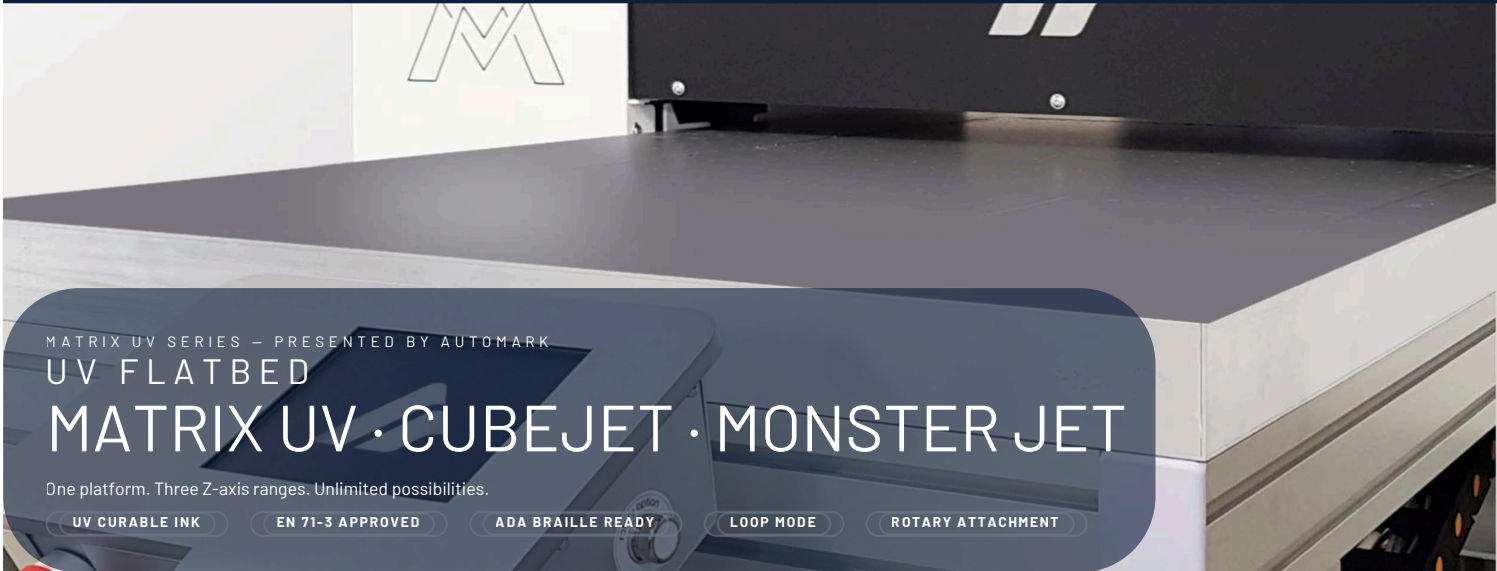 MATRIX UV SERIES – PRESENTED BY AUTOMARK
UV FLATBED
MATRIX UV · CUBEJET · MONSTER JET
One platform. Three Z-axis ranges. Unlimited possibilities.
UV CURABLE INK EN 71-3 APPROVED ADA BRAILLE READY LOOP MODE ROTARY ATTACHMENT